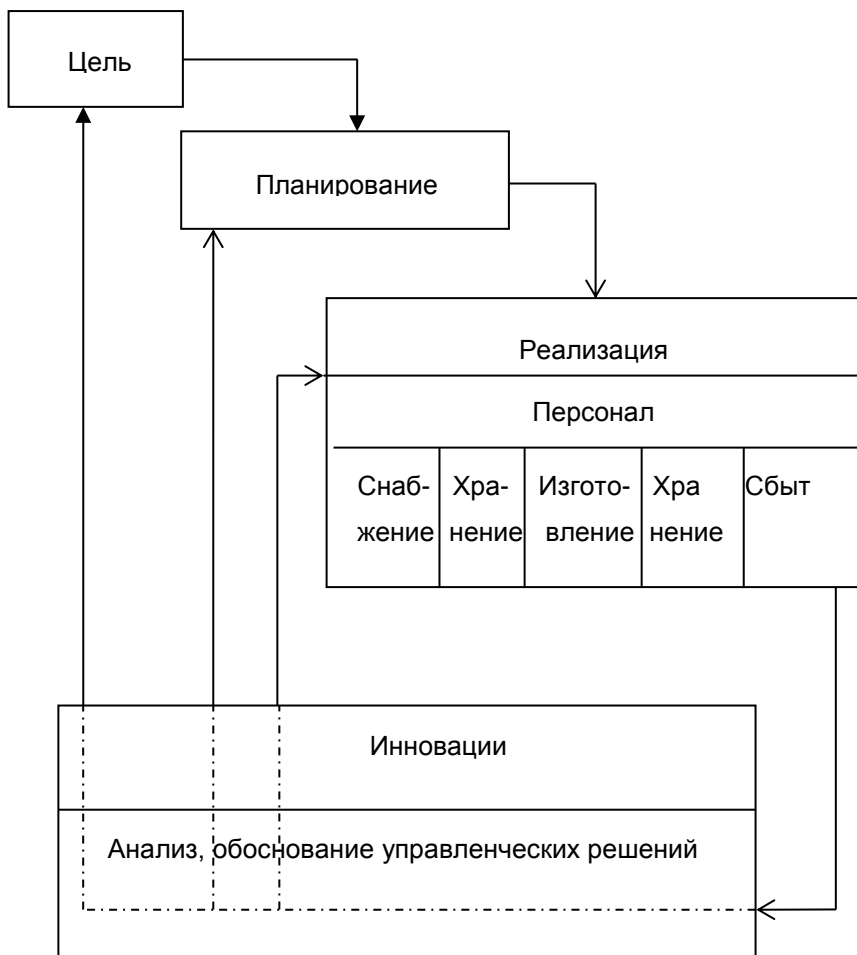 Цель
Планирование
Реализация
Персонал
Снаб- Хра- Изгото- Хра Сбыт
жение нение вление нение
Инновации
Анализ, обоснование управленческих решений